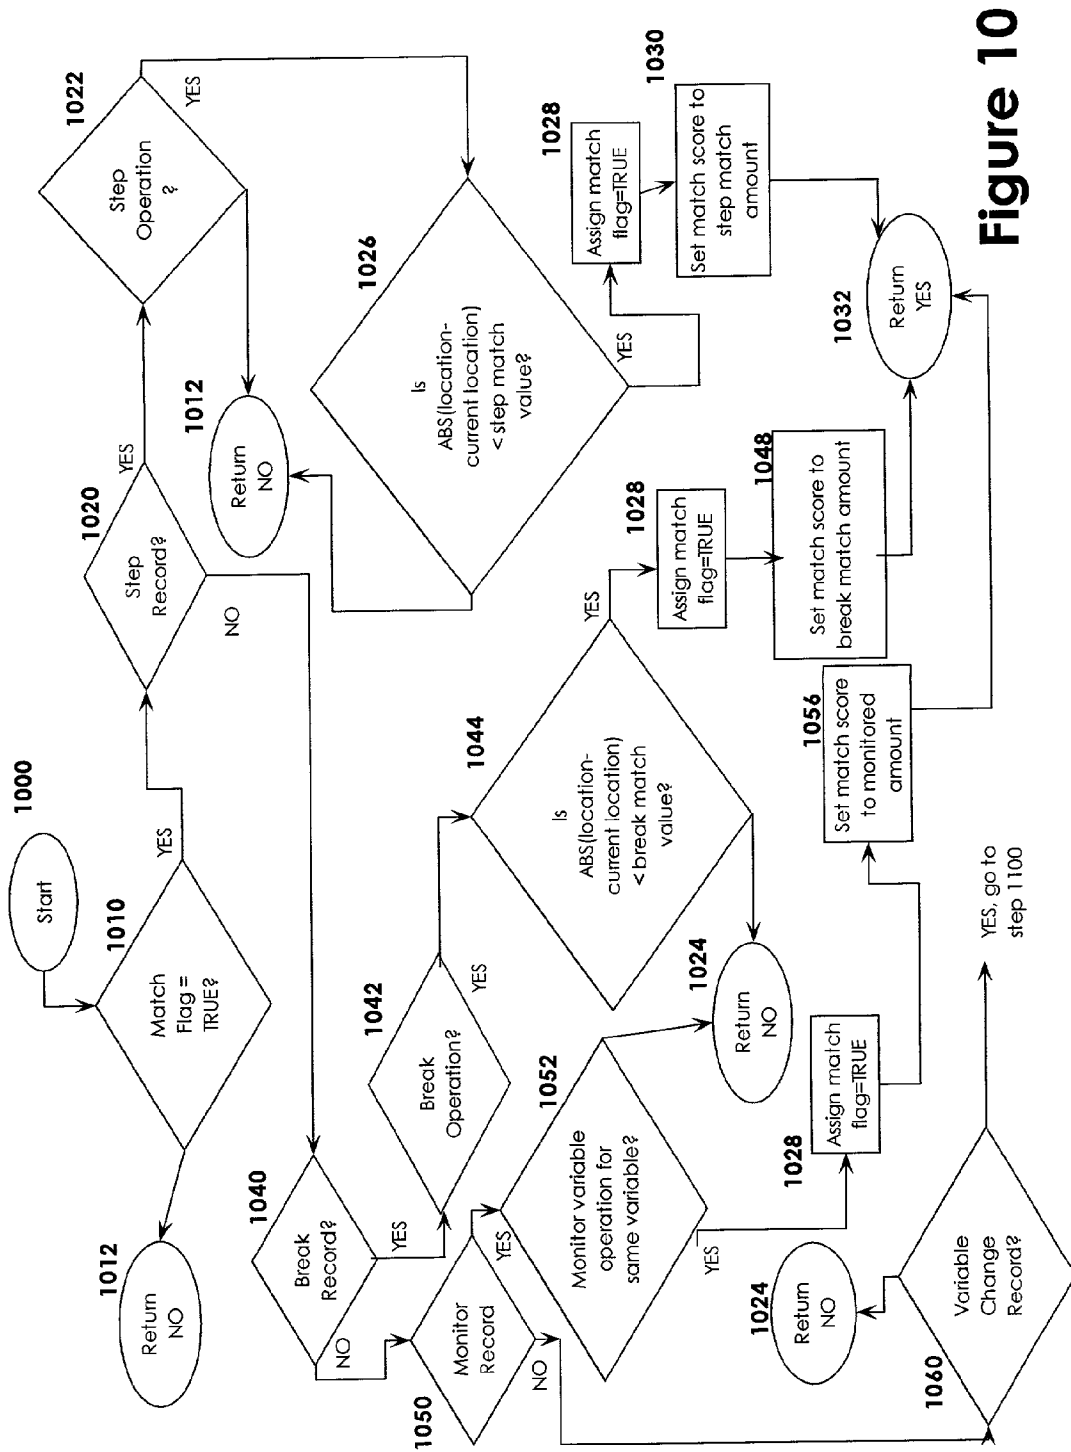 1000
Start
1010
Match
Flag =
TRUE?
1012
Return
NO
YES
1020
Step
Record?
YES
NO
1022
Step
Operation
?
YES
1012
Return
NO
1026
Is
ABS(location-
current location)
< step match
value?
YES
1028
Assign match
flag=TRUE
1030
Set match score to
step match
amount
1032
Return
YES
1040
Break
Record?
YES
NO
1042
Break
Operation?
YES
1044
Is
ABS(location-
current location)
< break match
value?
YES
1028
Assign match
flag=TRUE
1048
Set match score to
break match amount
1024
Return
NO
1050
Monitor
Record
YES
NO
1052
Monitor variable
operation for
same variable?
YES
1028
Assign match
flag=TRUE
1056
Set match score
to monitored
amount
1060
Variable
Change
Record?
1024
Return
NO
YES, go to
step 1100
Figure 10